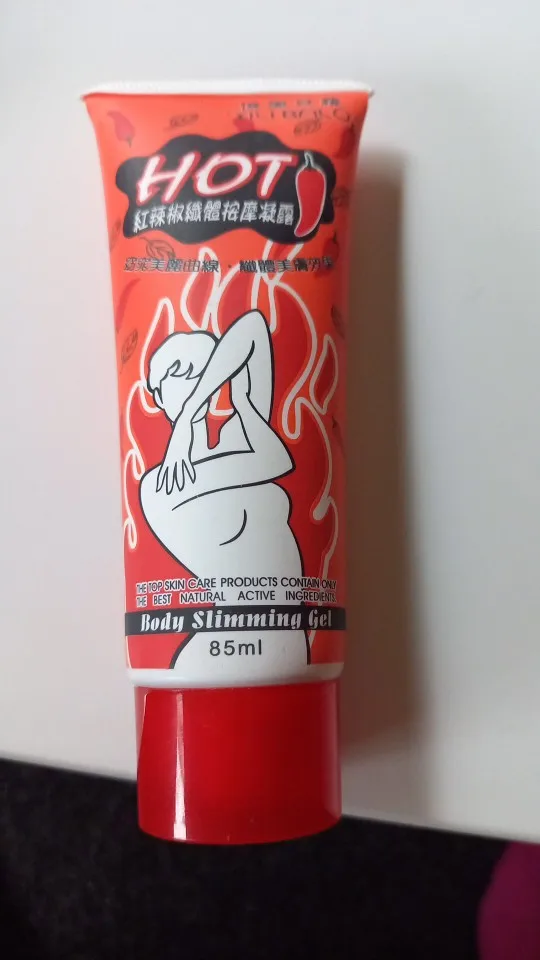 HOT
紅辣椒纖體按摩凝露
THE TOP SKIN CARE PRODUCTS CONTAIN ONLY
THE BEST NATURAL ACTIVE INGREDIENTS.
Body Slimming Gel
85ml